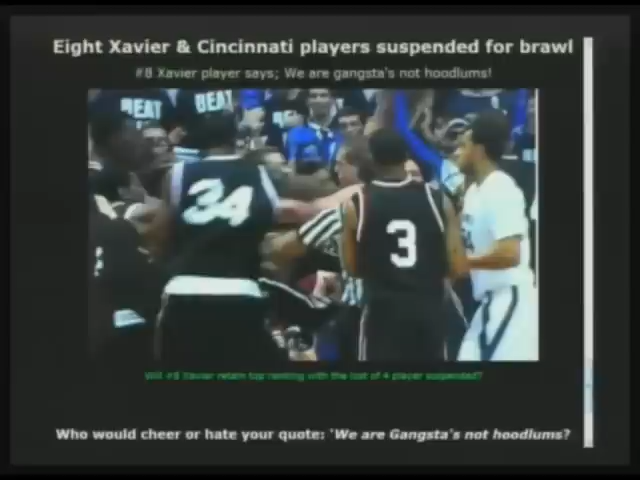 Eight Xavier & Cincinnati players suspended for brawl
#8 Xavier player says; We are gangsta's not hoodlums!
BEAT BEAT
34
3
Will #8 Xavier retain top ranking with the lost of 4 player suspended?
Who would cheer or hate your quote: 'We are Gangsta's not hoodlums?